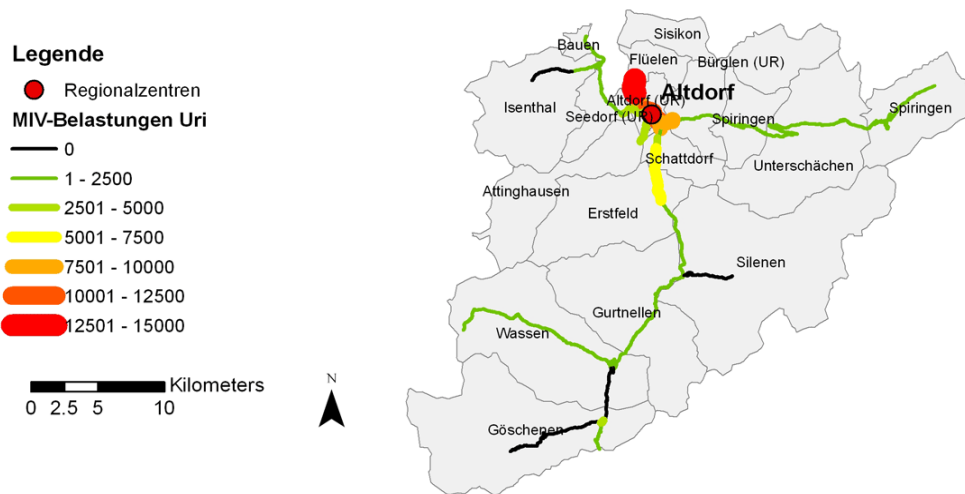 Legende
Regionalzentren
MIV-Belastungen Uri
0
1 - 2500
2501 - 5000
5001 - 7500
7501 - 10000
10001 - 12500
12501 - 15000
Kilometers
0 2.5 5 10
N
Sisikon
Bauen
Flüelen
Bürglen (UR)
Altdorf
Isenthal
Altdorf (UR)
Spiringen
Seedorf (UR)
Spiringen
Schattdorf
Unterschächen
Attinghausen
Erstfeld
Silenen
Gurtnellen
Wassen
Göschenen